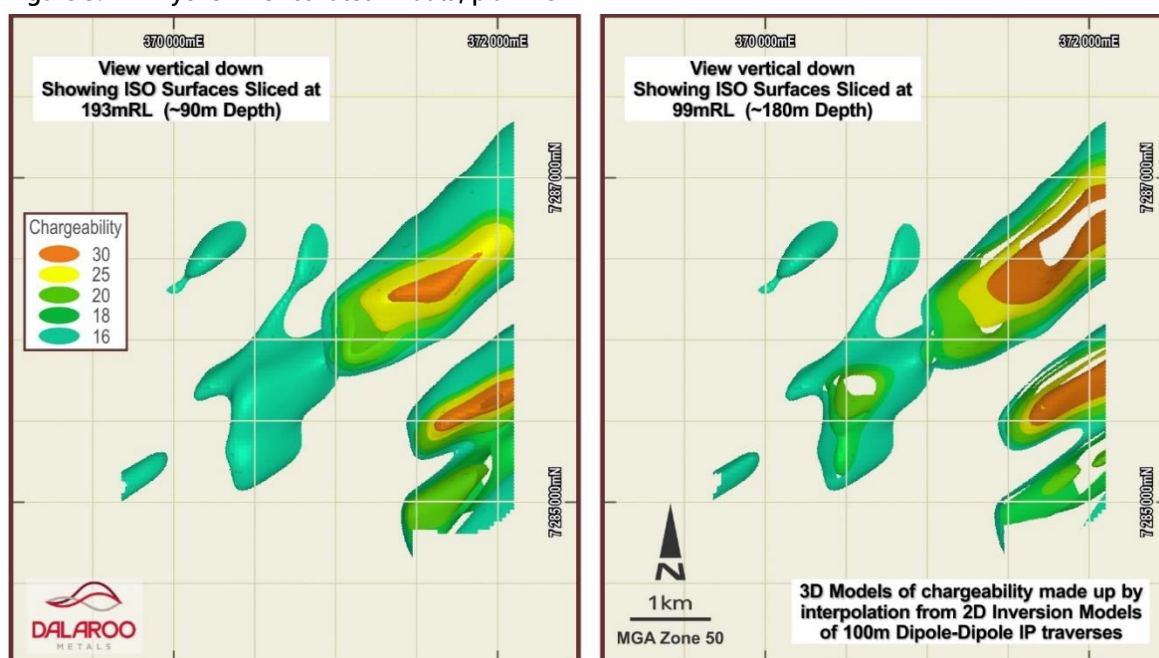 370 000mE
372 000mE
View vertical down
Showing ISO Surfaces Sliced at
193mRL (~90m Depth)
7 287 000mN
Chargeability
30
25
20
18
16
7 285 000mN
DALAROO
METALS
370 000mE
372 000mE
View vertical down
Showing ISO Surfaces Sliced at
99mRL (~180m Depth)
7 287 000mN
7 285 000mN
N
1km
MGA Zone 50
3D Models of chargeability made up by
interpolation from 2D Inversion Models
of 100m Dipole-Dipole IP traverses